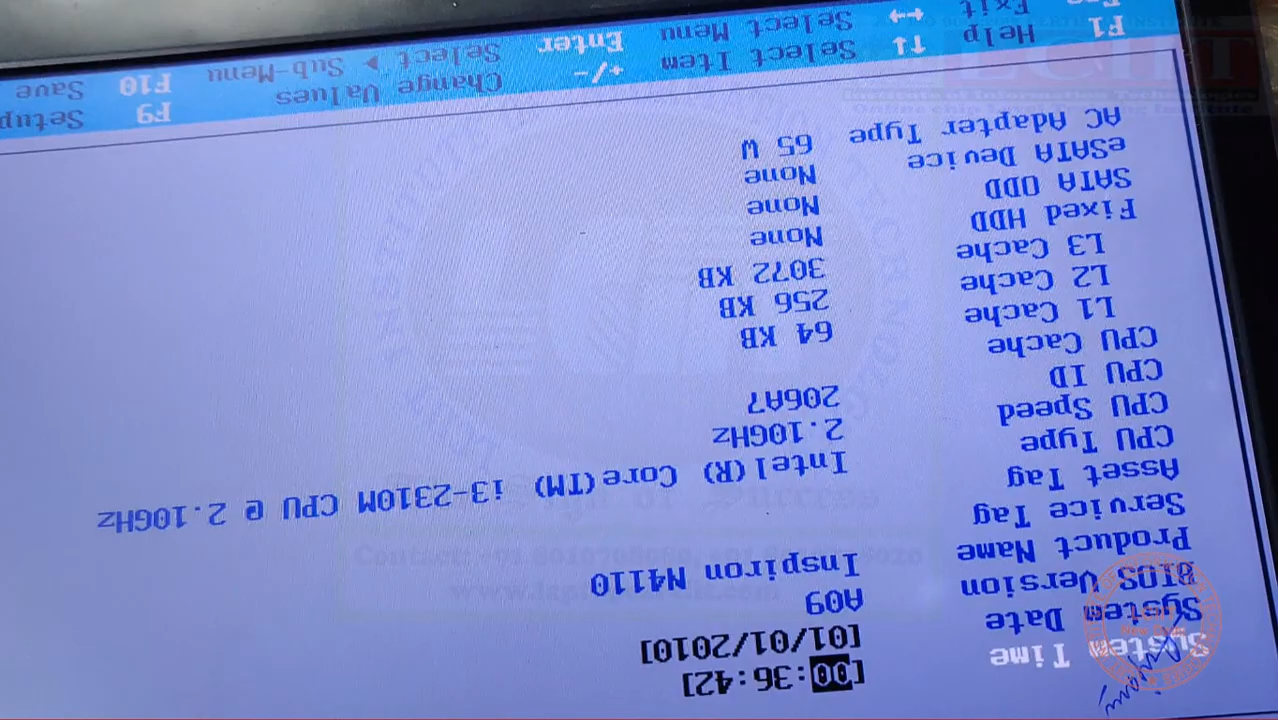 System Time [00:36:42]
System Date [01/01/2010]
BIOS Version A09
Product Name Inspiron N4110
Service Tag
Asset Tag
CPU Type Intel(R) Core(TM) i3-2310M CPU @ 2.10GHz
CPU Speed 2.10GHz
CPU ID 206A7
CPU Cache
L1 Cache 64 KB
L2 Cache 256 KB
L3 Cache 3072 KB
Fixed HDD None
SATA ODD None
eSATA Device None
AC Adapter Type 65 W
F1 Help ↑↓ Select Item +/- Change Values F9 Setup
Exit ↔ Select Menu Enter Select ▸ Sub-Menu F10 Save